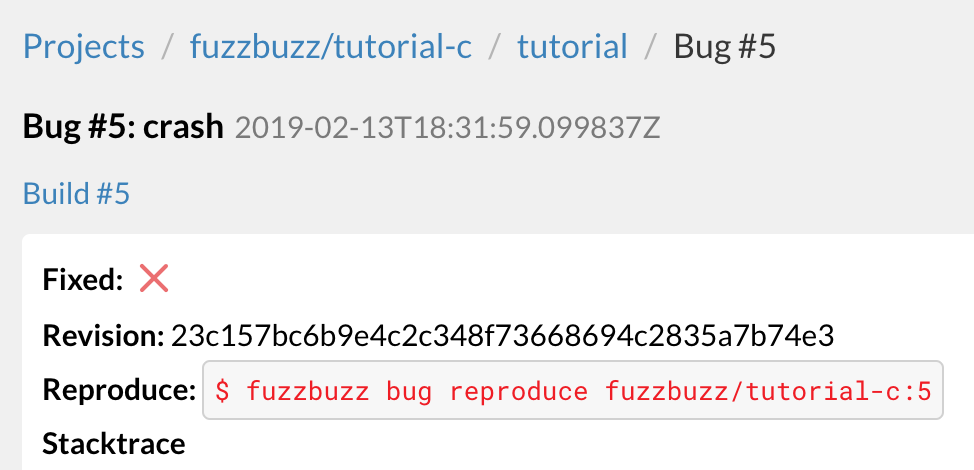 Projects / fuzzbuzz/tutorial-c / tutorial / Bug #5
Bug #5: crash 2019-02-13T18:31:59.099837Z
Build #5
Fixed:
Revision: 23c157bc6b9e4c2c348f73668694c2835a7b74e3
Reproduce: $ fuzzbuzz bug reproduce fuzzbuzz/tutorial-c:5
Stacktrace